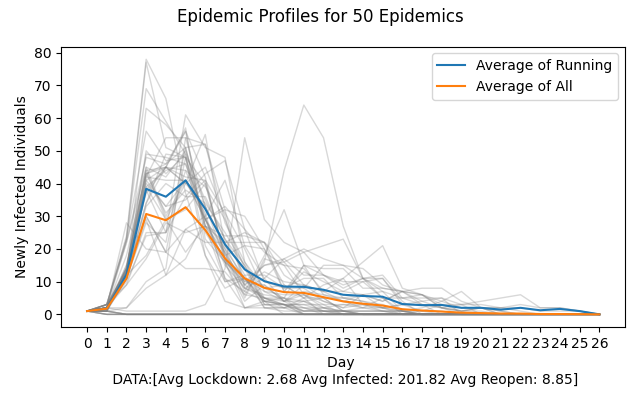 Epidemic Profiles for 50 Epidemics
80
70
60
50
40
30
20
10
0
Newly Infected Individuals
Average of Running
Average of All
0 1 2 3 4 5 6 7 8 9 10 11 12 13 14 15 16 17 18 19 20 21 22 23 24 25 26
Day
DATA:[Avg Lockdown: 2.68 Avg Infected: 201.82 Avg Reopen: 8.85]